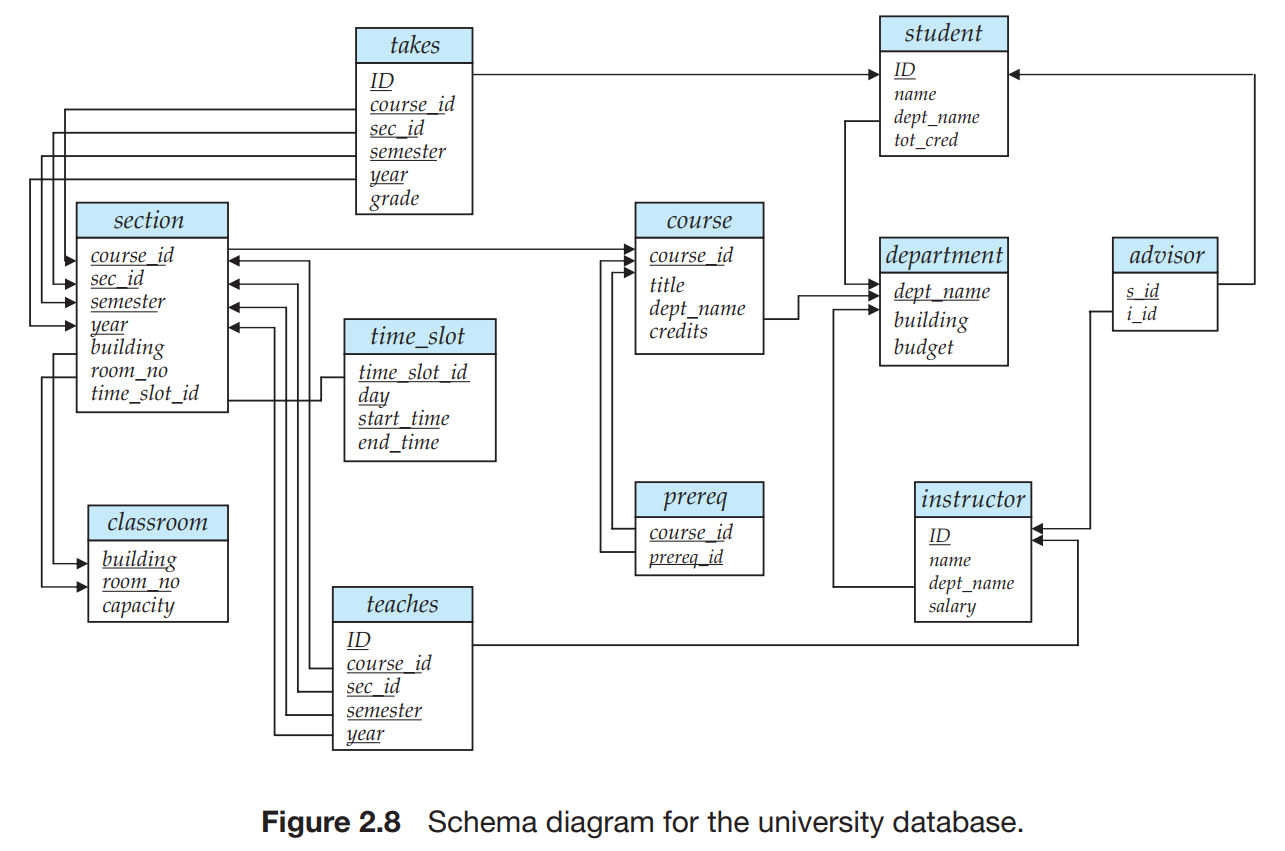 takes
ID
course_id
sec_id
semester
year
grade
student
ID
name
dept_name
tot_cred
section
course_id
sec_id
semester
year
building
room_no
time_slot_id
course
course_id
title
dept_name
credits
department
dept_name
building
budget
advisor
s_id
i_id
time_slot
time_slot_id
day
start_time
end_time
classroom
building
room_no
capacity
prereq
course_id
prereq_id
instructor
ID
name
dept_name
salary
teaches
ID
course_id
sec_id
semester
year
Figure 2.8 Schema diagram for the university database.